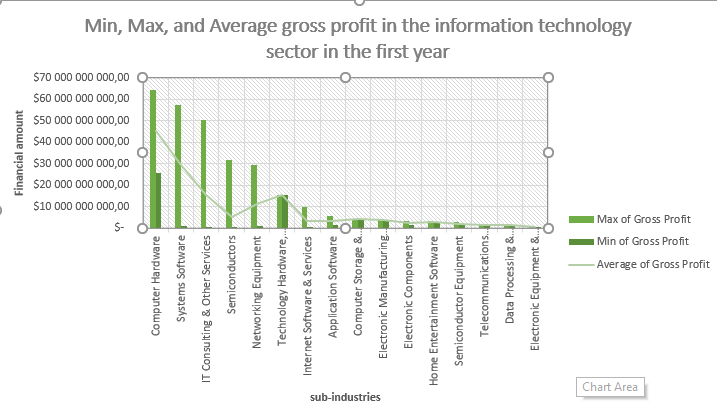 Min, Max, and Average gross profit in the information technology
sector in the first year
Financial amount
$70 000 000 000,00
$60 000 000 000,00
$50 000 000 000,00
$40 000 000 000,00
$30 000 000 000,00
$20 000 000 000,00
$10 000 000 000,00
$-
Computer Hardware
Systems Software
IT Consulting & Other Services
Semiconductors
Networking Equipment
Technology Hardware,…
Internet Software & Services
Application Software
Computer Storage &…
Electronic Manufacturing…
Electronic Components
Home Entertainment Software
Semiconductor Equipment
Telecommunications…
Data Processing &…
Electronic Equipment &…
sub-industries
Max of Gross Profit
Min of Gross Profit
Average of Gross Profit
Chart Area